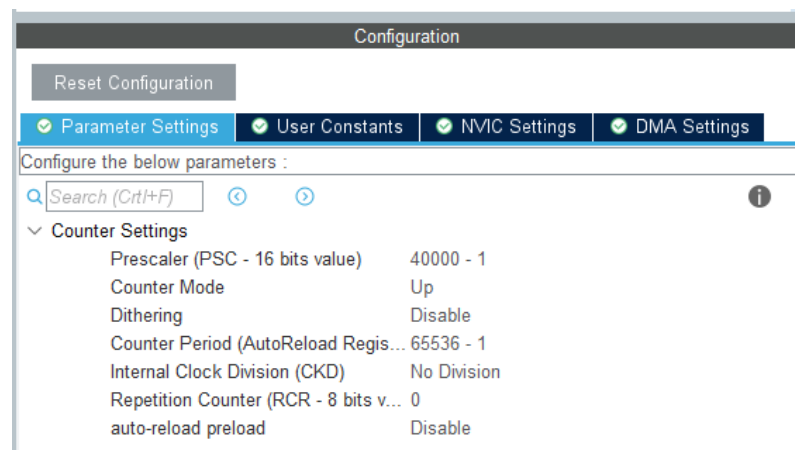 Configuration
Reset Configuration
Parameter Settings User Constants NVIC Settings DMA Settings
Configure the below parameters :
Search (Crtl+F)
Counter Settings
Prescaler (PSC - 16 bits value) 40000 - 1
Counter Mode Up
Dithering Disable
Counter Period (AutoReload Regis... 65536 - 1
Internal Clock Division (CKD) No Division
Repetition Counter (RCR - 8 bits v... 0
auto-reload preload Disable